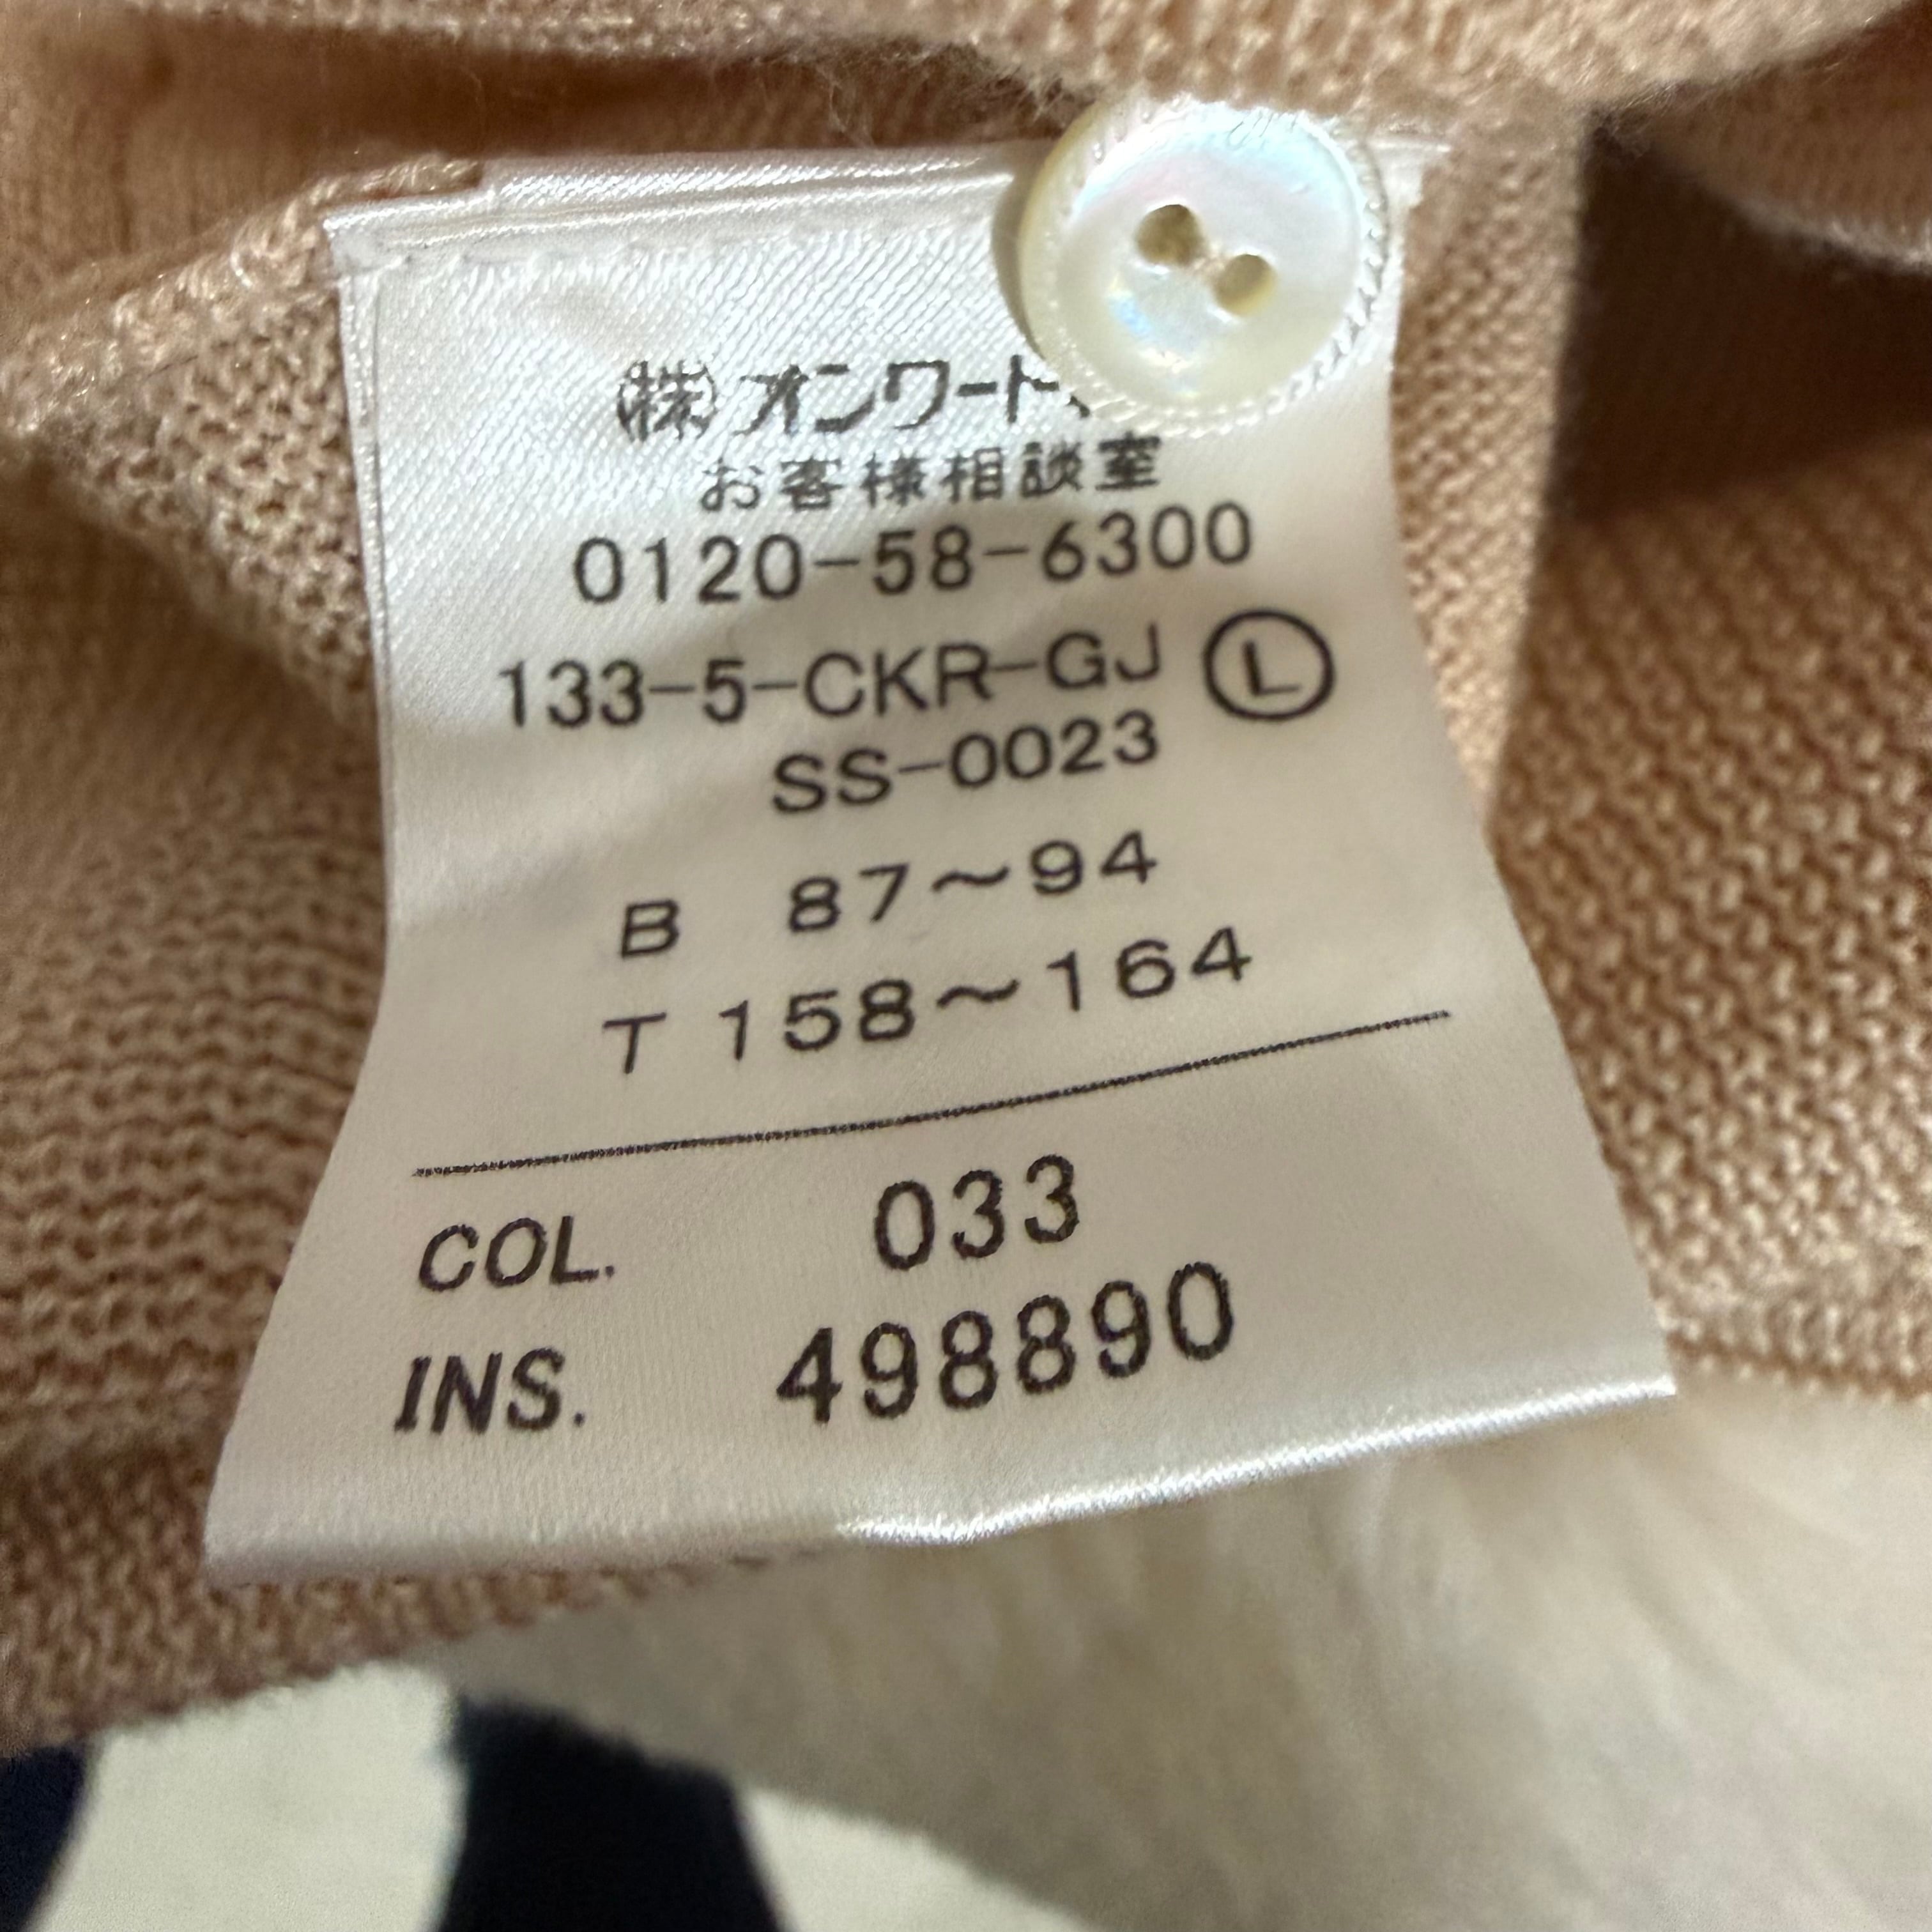 (株)オンワード
お客様相談室
0120-58-6300
133-5-CKR-GJ Ⓛ
SS-0023
B 87〜94
T 158〜164
COL. 033
INS. 498890